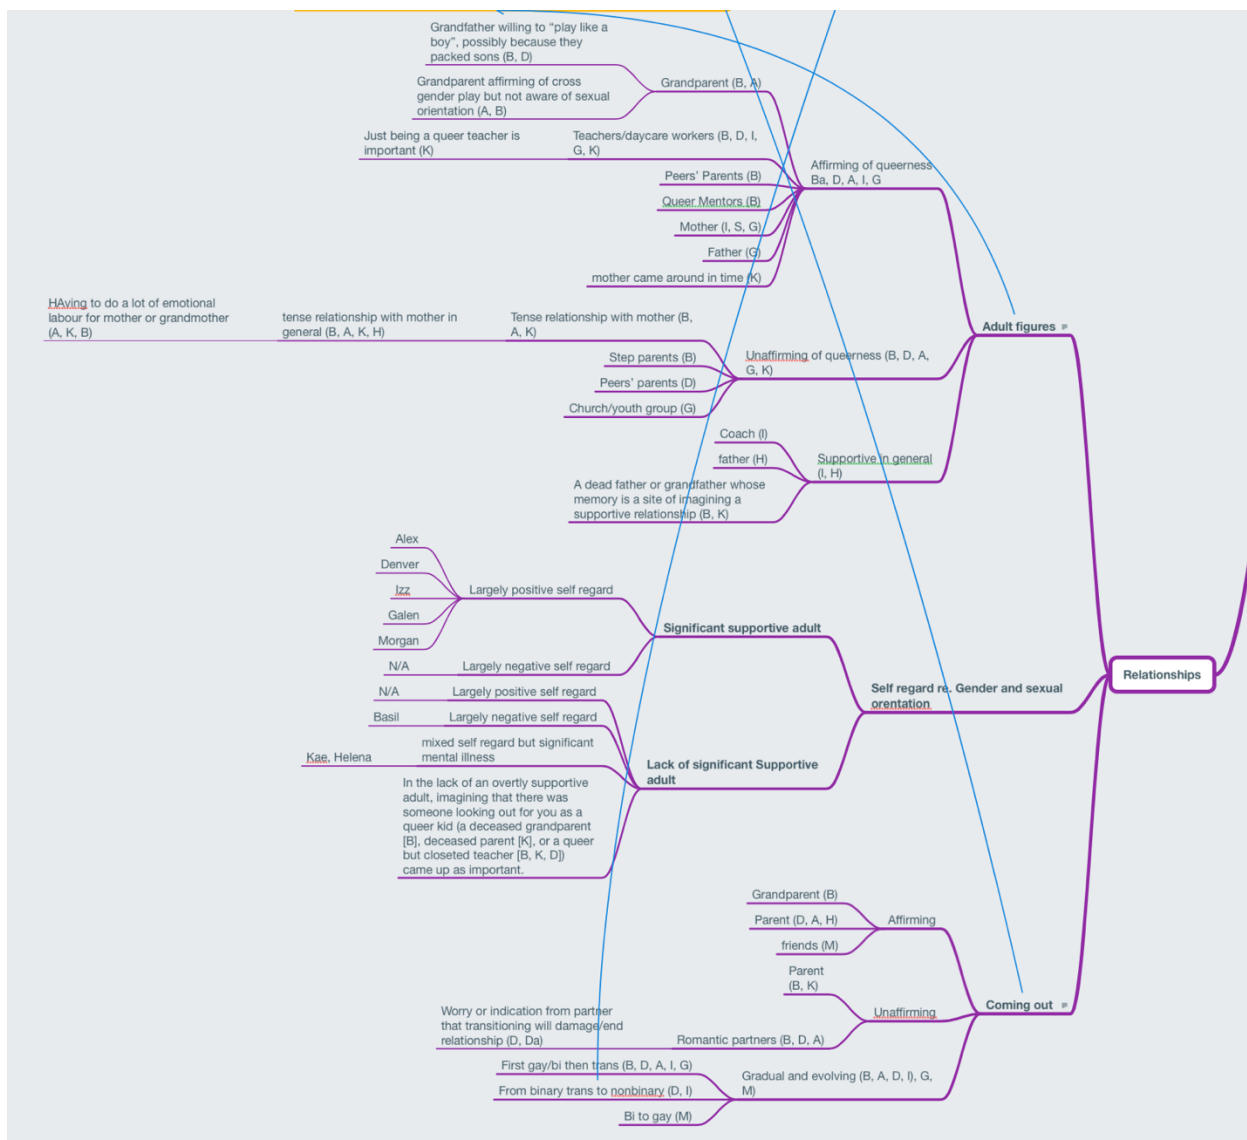 Grandfather willing to “play like a
boy”, possibly because they
packed sons (B, D)
Grandparent affirming of cross
gender play but not aware of sexual
orientation (A, B)
Grandparent (B, A)
Just being a queer teacher is
important (K)
Teachers/daycare workers (B, D, I,
G, K)
Peers’ Parents (B)
Queer Mentors (B)
Mother (I, S, G)
Father (G)
mother came around in time (K)
Affirming of queerness
Ba, D, A, I, G
HAving to do a lot of emotional
labour for mother or grandmother
(A, K, B)
tense relationship with mother in
general (B, A, K, H)
Tense relationship with mother (B,
A, K)
Step parents (B)
Peers’ parents (D)
Church/youth group (G)
Unaffirming of queerness (B, D, A,
G, K)
Coach (I)
father (H)
A dead father or grandfather whose
memory is a site of imagining a
supportive relationship (B, K)
Supportive in general
(I, H)
Adult figures
Alex
Denver
Izz
Galen
Morgan
Largely positive self regard
N/A
Largely negative self regard
Significant supportive adult
N/A
Largely positive self regard
Basil
Largely negative self regard
Kae, Helena
mixed self regard but significant
mental illness
In the lack of an overtly supportive
adult, imagining that there was
someone looking out for you as a
queer kid (a deceased grandparent
[B], deceased parent [K], or a queer
but closeted teacher [B, K, D])
came up as important.
Lack of significant Supportive
adult
Self regard re. Gender and sexual
orentation
Relationships
Grandparent (B)
Parent (D, A, H)
friends (M)
Affirming
Parent
(B, K)
Worry or indication from partner
that transitioning will damage/end
relationship (D, Da)
Romantic partners (B, D, A)
Unaffirming
First gay/bi then trans (B, D, A, I, G)
From binary trans to nonbinary (D, I)
Bi to gay (M)
Gradual and evolving (B, A, D, I), G,
M)
Coming out